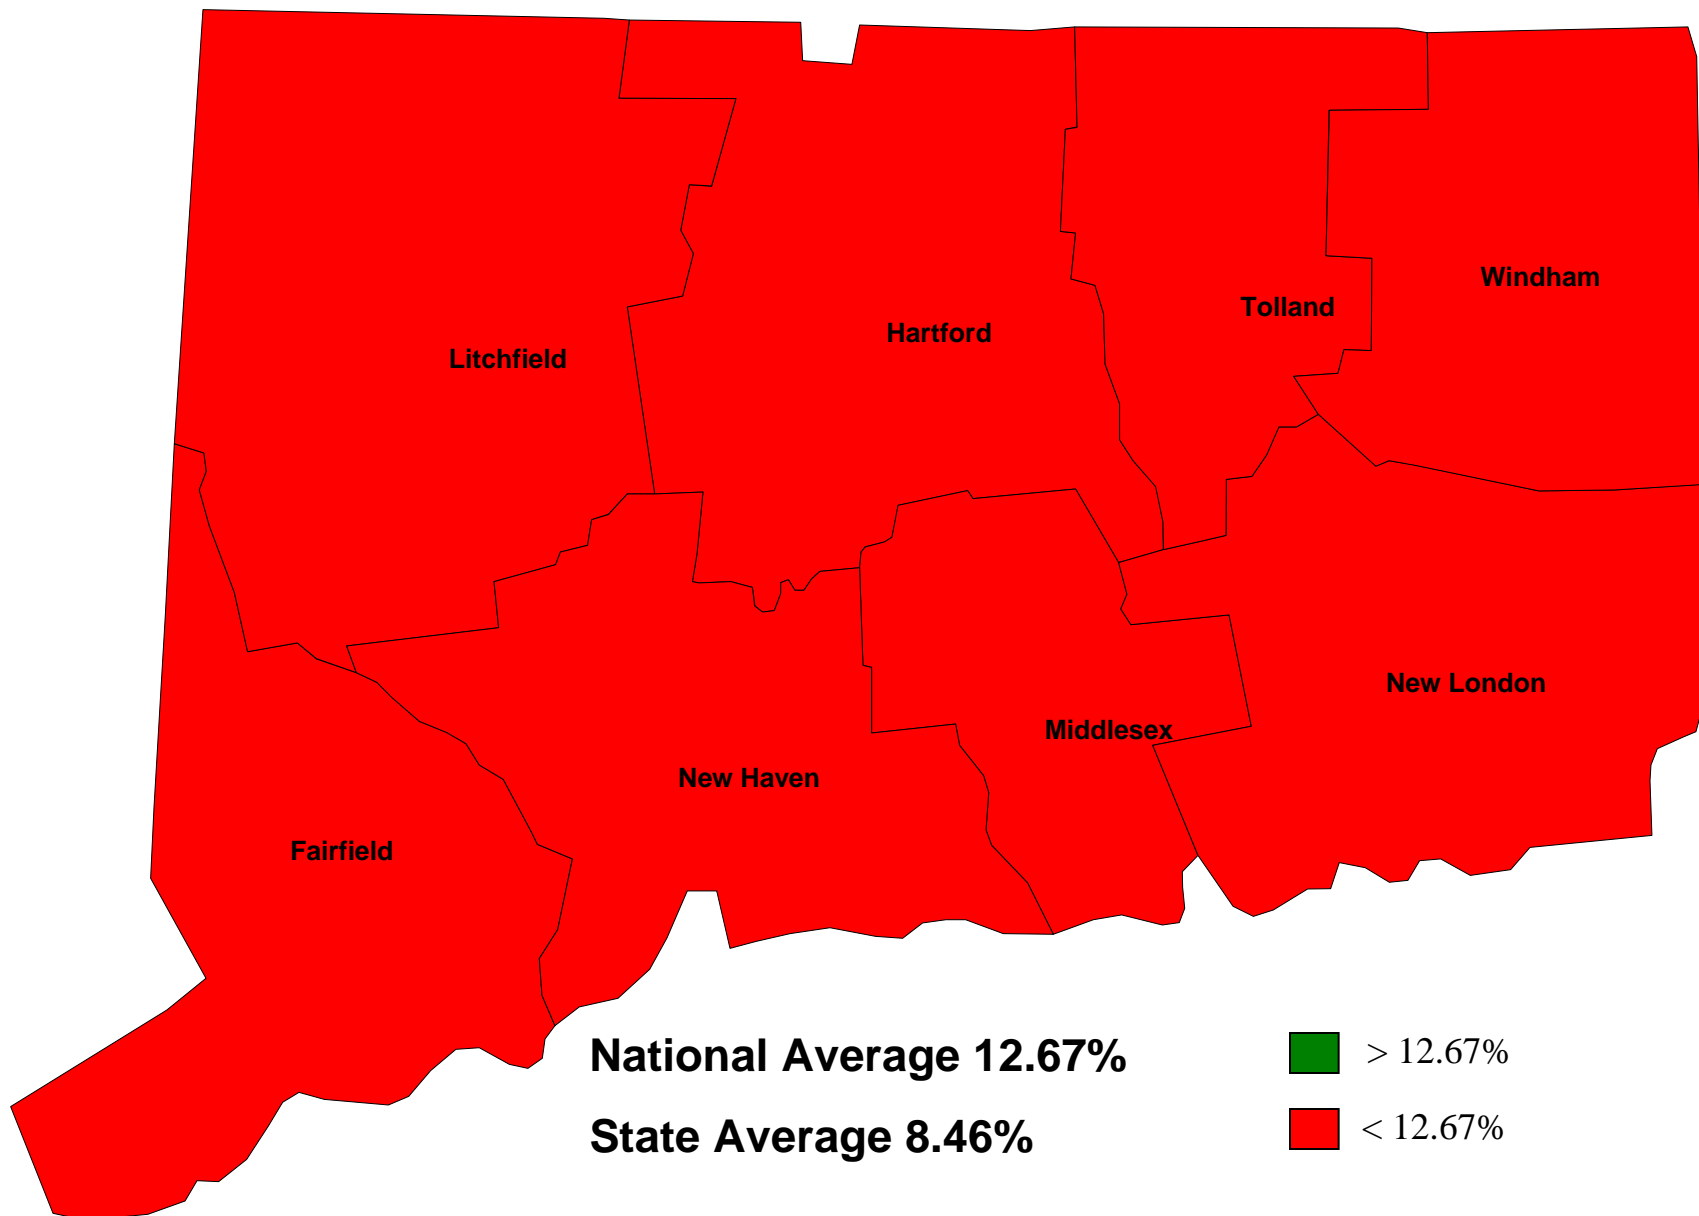 Windham
Tolland
Hartford
Litchfield
New London
Middlesex
New Haven
Fairfield
National Average 12.67%
> 12.67%
State Average 8.46%
< 12.67%